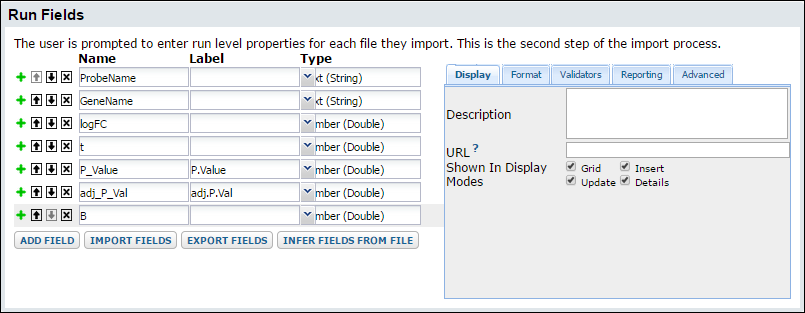 Run Fields
The user is prompted to enter run level properties for each file they import. This is the second step of the import process.
Name Label Type
ProbeName xt (String)
GeneName xt (String)
logFC mber (Double)
t mber (Double)
P_Value P.Value mber (Double)
adj_P_Val adj.P.Val mber (Double)
B mber (Double)
ADD FIELD IMPORT FIELDS EXPORT FIELDS INFER FIELDS FROM FILE
Display Format Validators Reporting Advanced
Description
URL ?
Shown In Display Modes
Grid Insert
Update Details